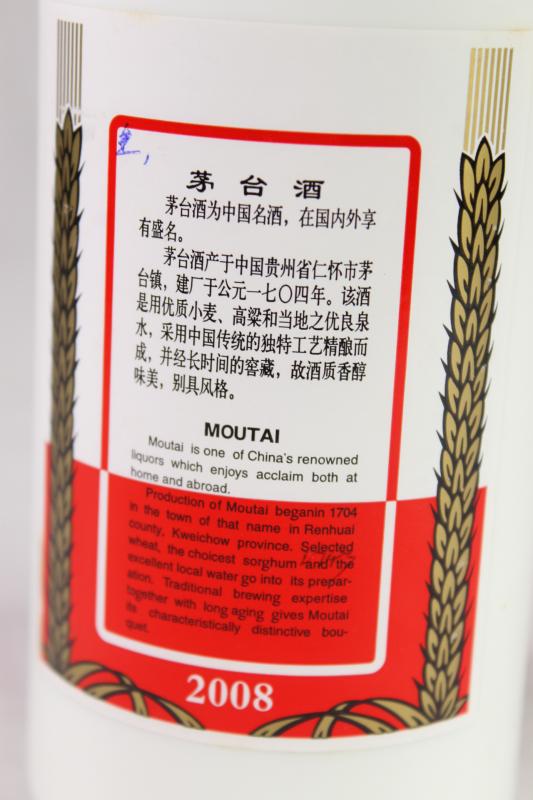 茅台酒
茅台酒为中国名酒，在国内外享
有盛名。
茅台酒产于中国贵州省仁怀市茅
台镇，建厂于公元一七〇四年。该酒
是用优质小麦、高粱和当地之优良泉
水，采用中国传统的独特工艺精酿而
成，并经长时间的窖藏，故酒质香醇
味美，别具风格。
MOUTAI
Moutai is one of China's renowned
liquors which enjoys acclaim both at
home and abroad.
Production of Moutai beganin 1704
in the town of that name in Renhuai
county, Kweichow province. Selected
wheat, the choicest sorghum and the
excellent local water go into its prepar-
ation. Traditional brewing expertise
together with long aging gives Moutai
its characteristically distinctive bou-
quet.
2008